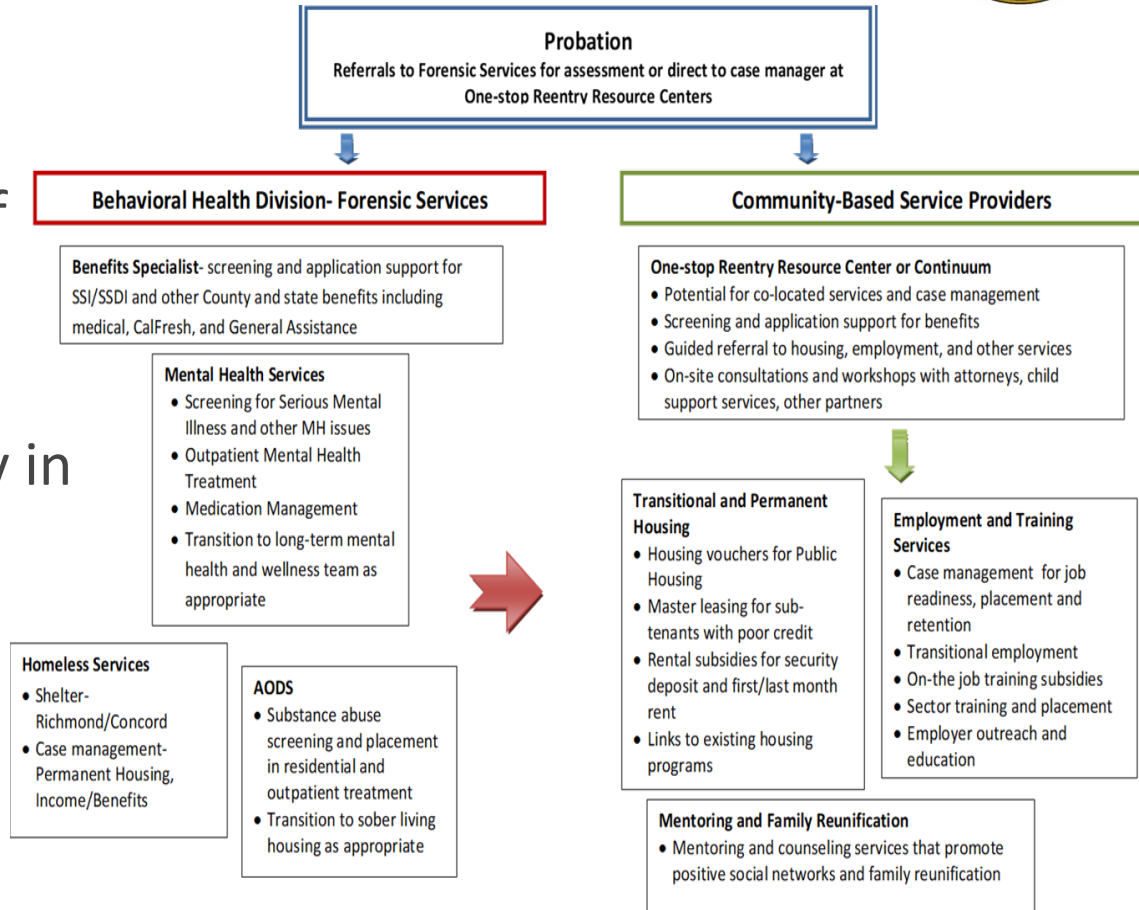 Probation
Referrals to Forensic Services for assessment or direct to case manager at
One-stop Reentry Resource Centers
Behavioral Health Division- Forensic Services
Benefits Specialist- screening and application support for
SSI/SSDI and other County and state benefits including
medical, CalFresh, and General Assistance
Mental Health Services
• Screening for Serious Mental
Illness and other MH issues
• Outpatient Mental Health
Treatment
• Medication Management
• Transition to long-term mental
health and wellness team as
appropriate
Homeless Services
• Shelter-
Richmond/Concord
• Case management-
Permanent Housing,
Income/Benefits
AODS
• Substance abuse
screening and placement
in residential and
outpatient treatment
• Transition to sober living
housing as appropriate
Community-Based Service Providers
One-stop Reentry Resource Center or Continuum
• Potential for co-located services and case management
• Screening and application support for benefits
• Guided referral to housing, employment, and other services
• On-site consultations and workshops with attorneys, child
support services, other partners
Transitional and Permanent
Housing
• Housing vouchers for Public
Housing
• Master leasing for sub-
tenants with poor credit
• Rental subsidies for security
deposit and first/last month
rent
• Links to existing housing
programs
Employment and Training
Services
• Case management for job
readiness, placement and
retention
• Transitional employment
• On-the job training subsidies
• Sector training and placement
• Employer outreach and
education
Mentoring and Family Reunification
• Mentoring and counseling services that promote
positive social networks and family reunification
in